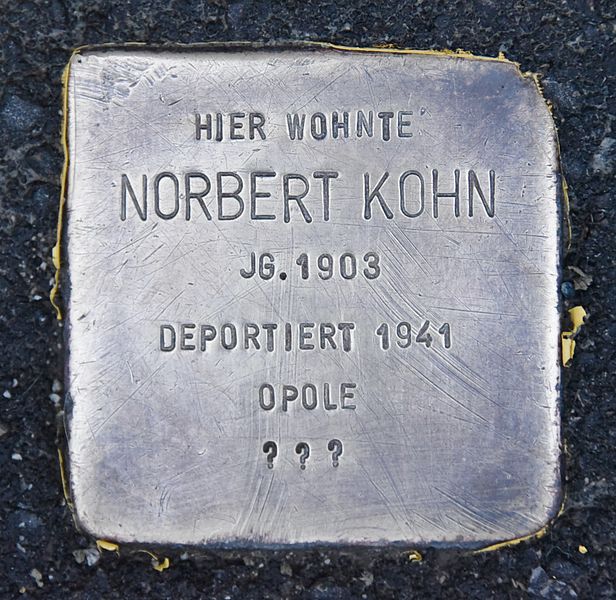 HIER WOHNTE
NORBERT KOHN
JG. 1903
DEPORTIERT 1941
OPOLE
? ? ?